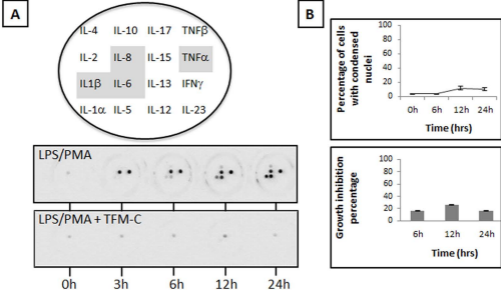 A
IL-4 IL-10 IL-17 TNFβ
IL-2 IL-8 IL-15 TNFα
IL1β IL-6 IL-13 IFNγ
IL-1α IL-5 IL-12 IL-23
LPS/PMA
LPS/PMA + TFM-C
0h 3h 6h 12h 24h
B
Percentage of cells
with condensed
nuclei
100
80
60
40
20
0
0h 6h 12h 24h
Time (hrs)
Growth inhibition
percentage
100
80
60
40
20
0
6h 12h 24h
Time (hrs)